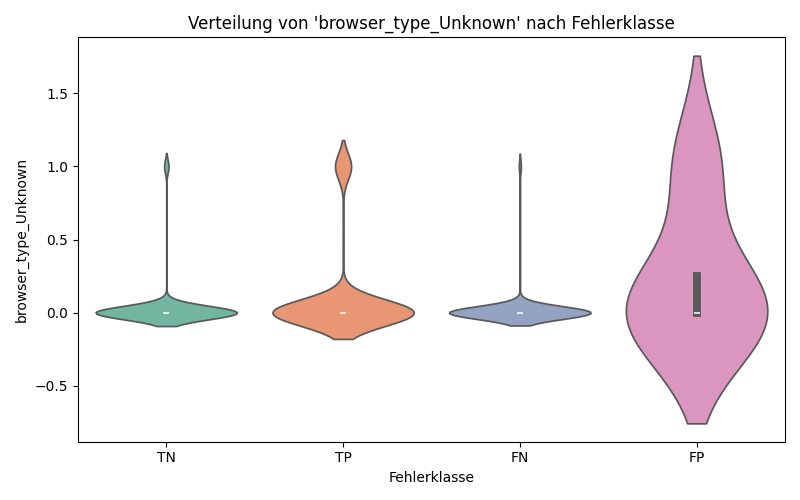 Verteilung von 'browser_type_Unknown' nach Fehlerklasse
browser_type_Unknown
1.5
1.0
0.5
0.0
−0.5
TN TP FN FP
Fehlerklasse